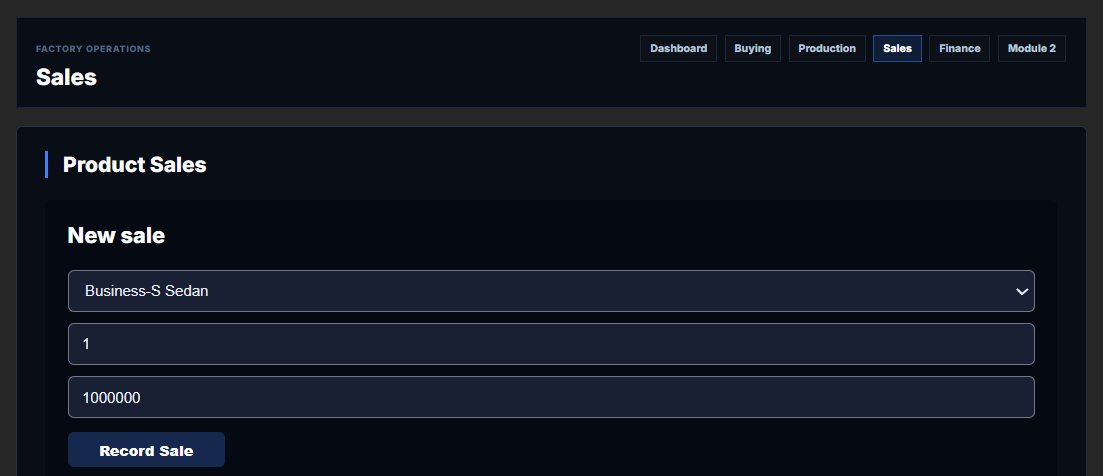 FACTORY OPERATIONS
Sales
Dashboard Buying Production Sales Finance Module 2
Product Sales
New sale
Business-S Sedan
1
1000000
Record Sale